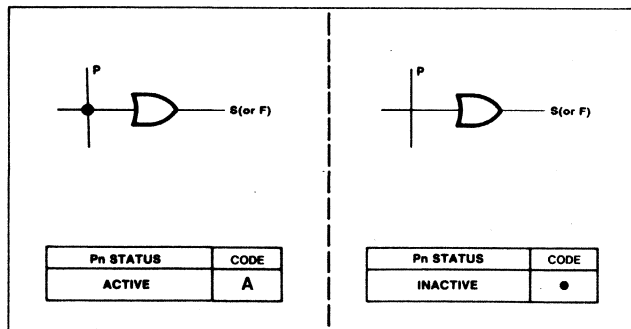 P
S(or F)
Pn STATUS CODE
ACTIVE A
P
S(or F)
Pn STATUS CODE
INACTIVE ●